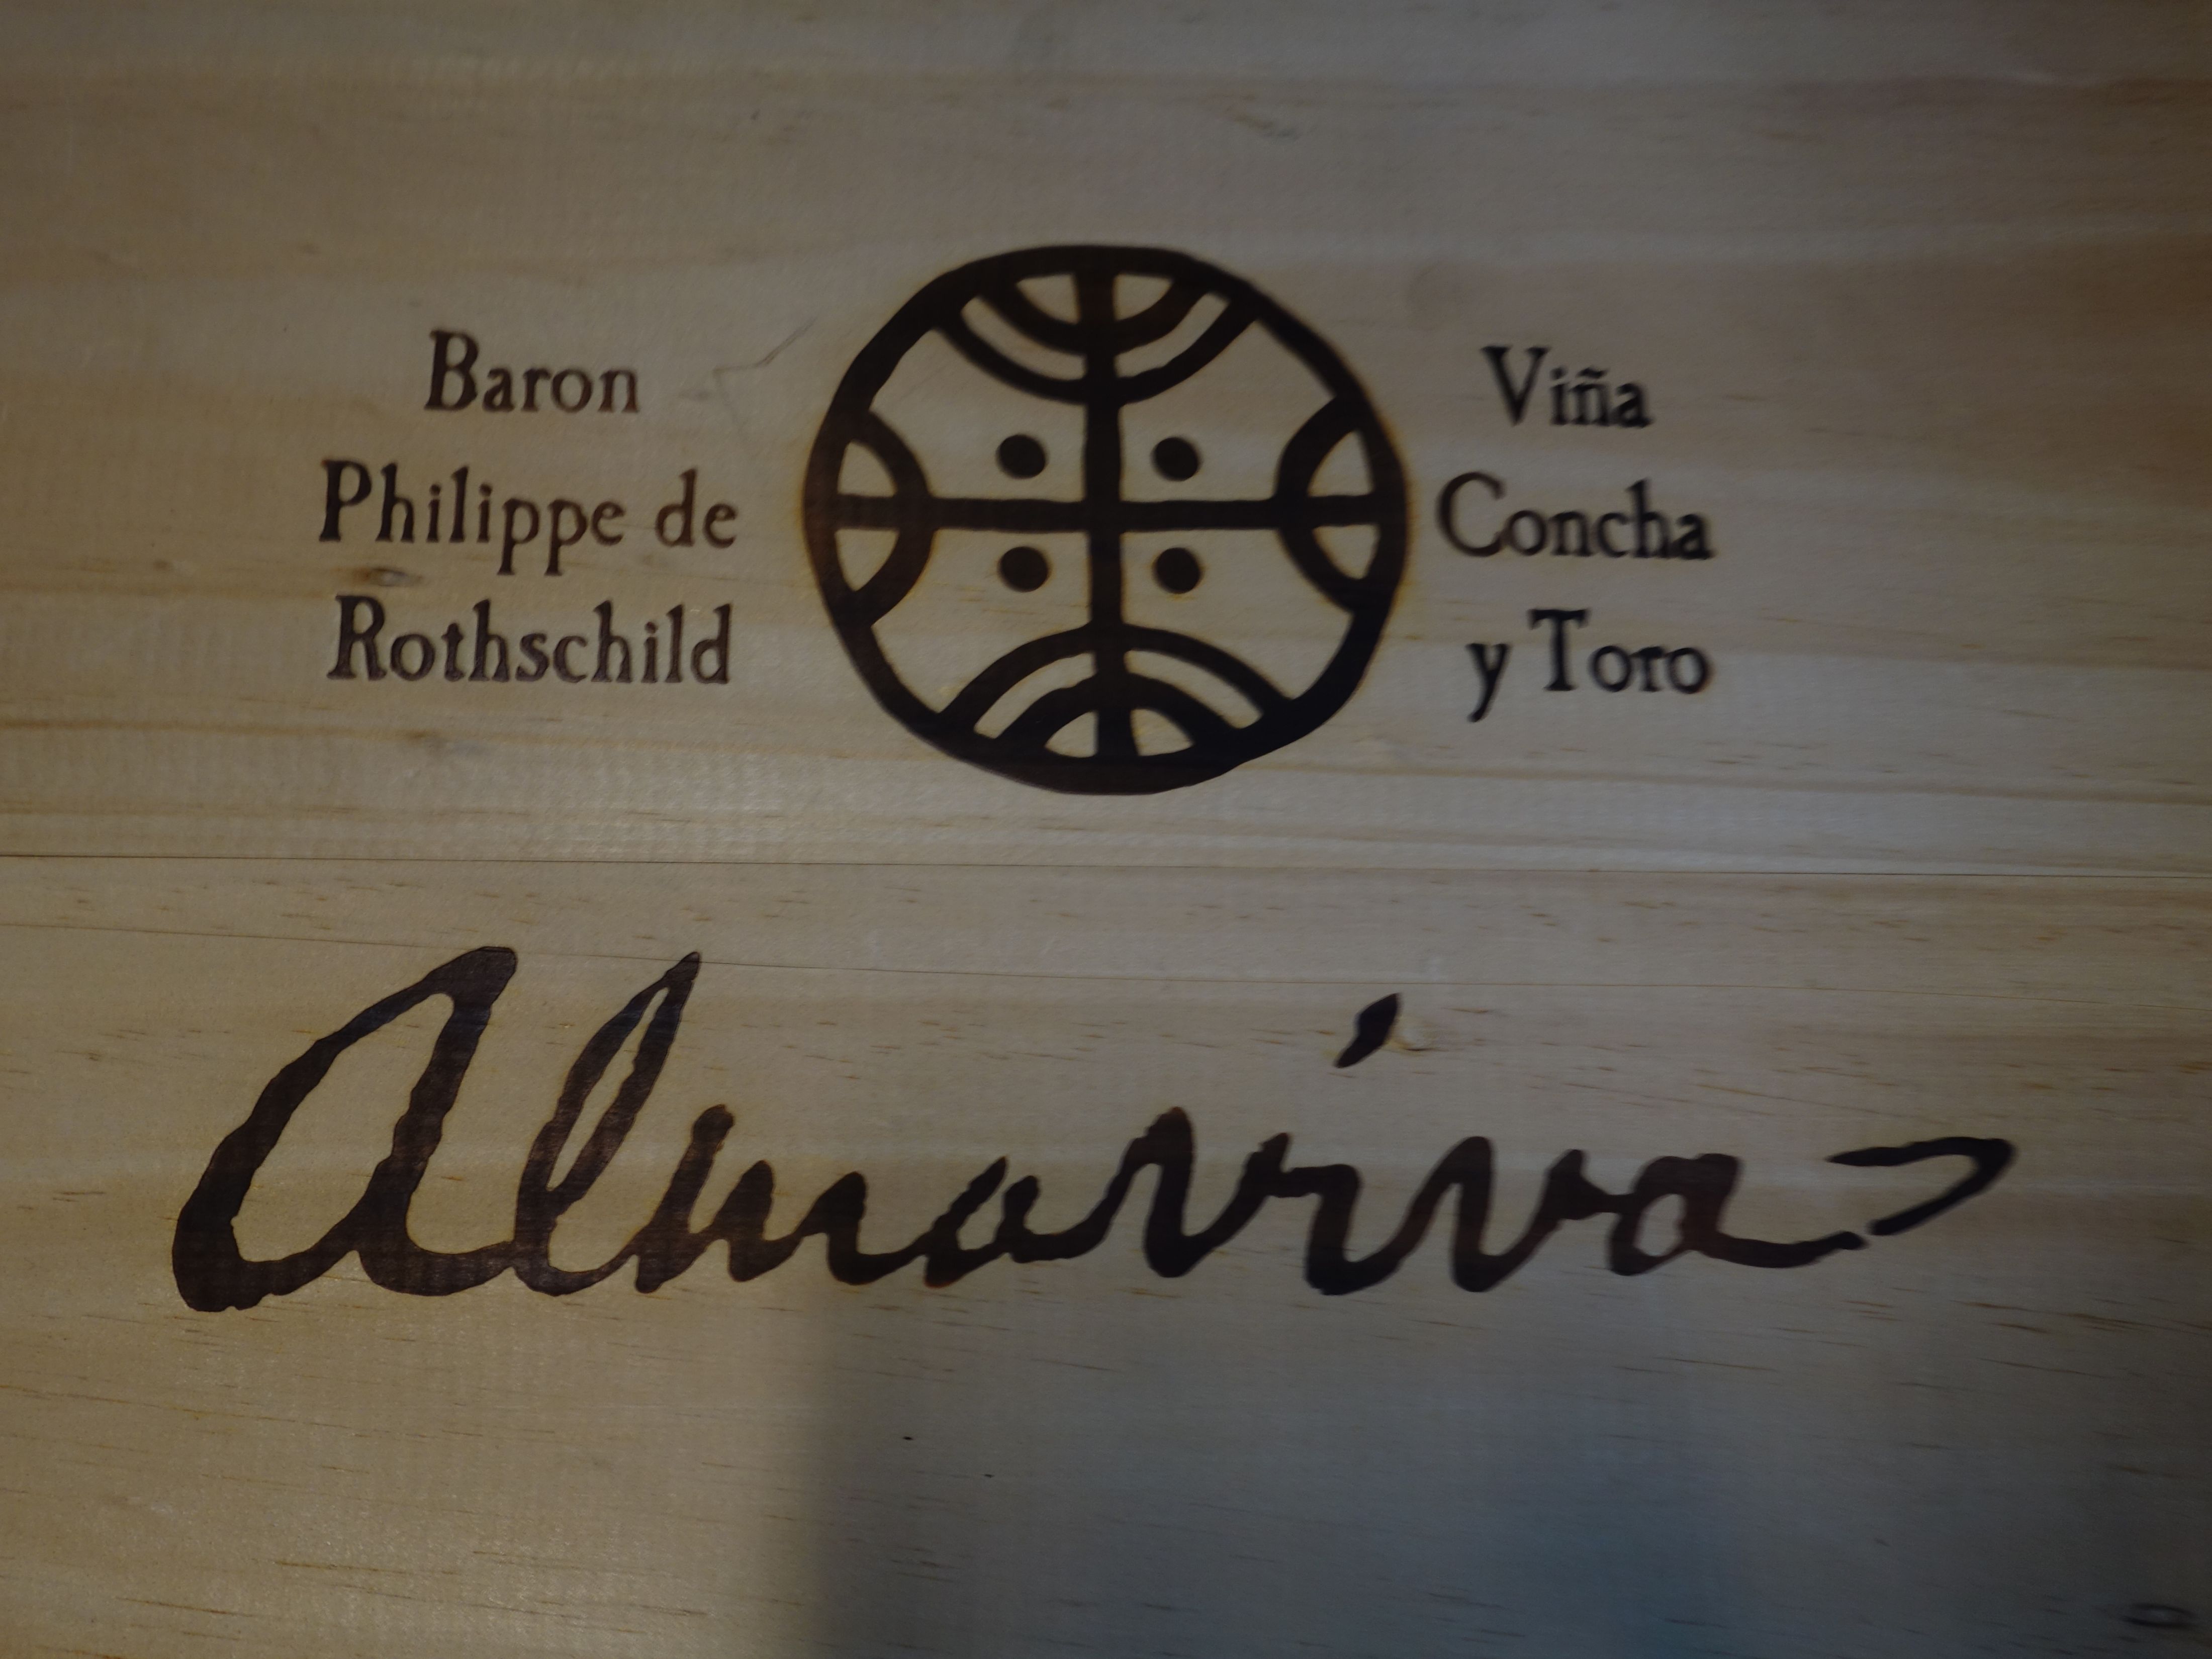 Baron
Philippe de
Rothschild
Viña
Concha
y Toro
Almaviva